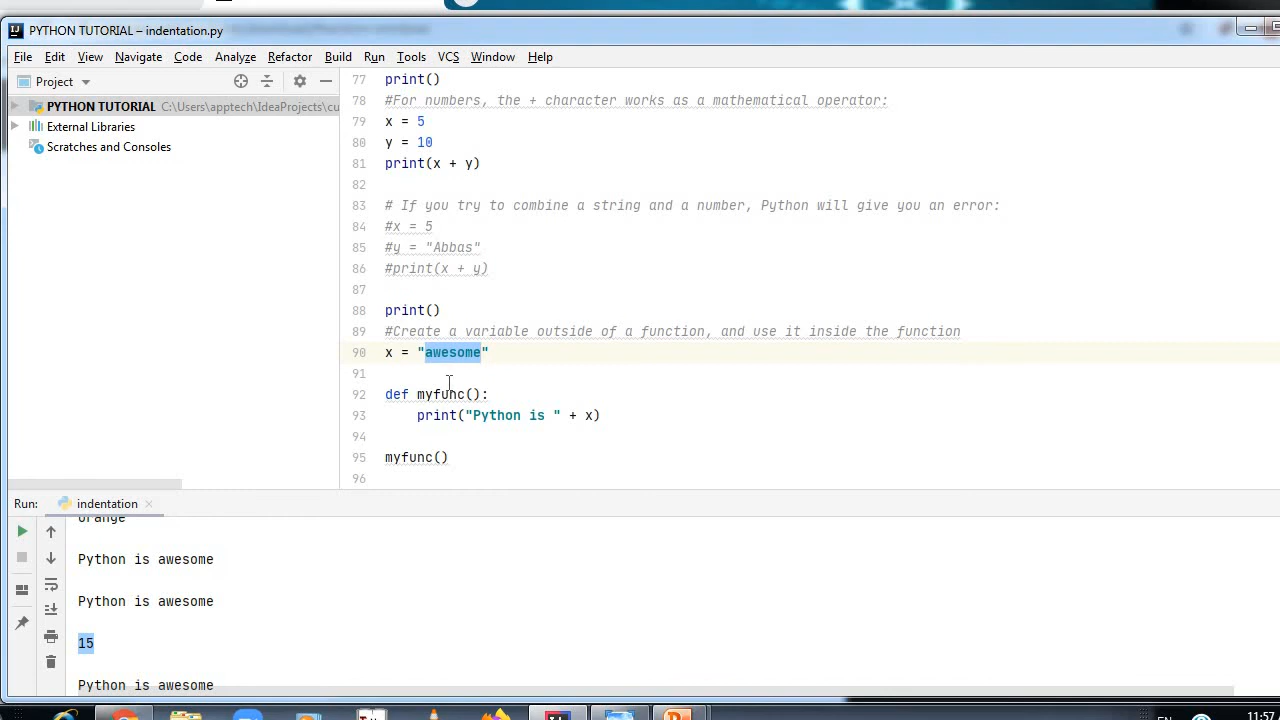 PYTHON TUTORIAL – indentation.py
File Edit View Navigate Code Analyze Refactor Build Run Tools VCS Window Help
Project
PYTHON TUTORIAL C:\Users\apptech\IdeaProjects\cu
External Libraries
Scratches and Consoles
77 print()
78 #For numbers, the + character works as a mathematical operator:
79 x = 5
80 y = 10
81 print(x + y)
82
83 # If you try to combine a string and a number, Python will give you an error:
84 #x = 5
85 #y = "Abbas"
86 #print(x + y)
87
88 print()
89 #Create a variable outside of a function, and use it inside the function
90 x = "awesome"
91
92 def myfunc():
93 print("Python is " + x)
94
95 myfunc()
96
Run: indentation
orange
Python is awesome
Python is awesome
15
Python is awesome
EN 11:57